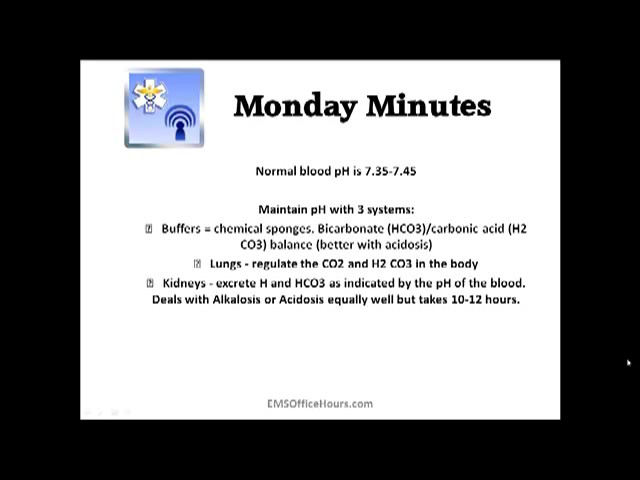 Monday Minutes
Normal blood pH is 7.35-7.45
Maintain pH with 3 systems:
Buffers = chemical sponges. Bicarbonate (HCO3)/carbonic acid (H2
CO3) balance (better with acidosis)
Lungs - regulate the CO2 and H2 CO3 in the body
Kidneys - excrete H and HCO3 as indicated by the pH of the blood.
Deals with Alkalosis or Acidosis equally well but takes 10-12 hours.
EMSOfficeHours.com